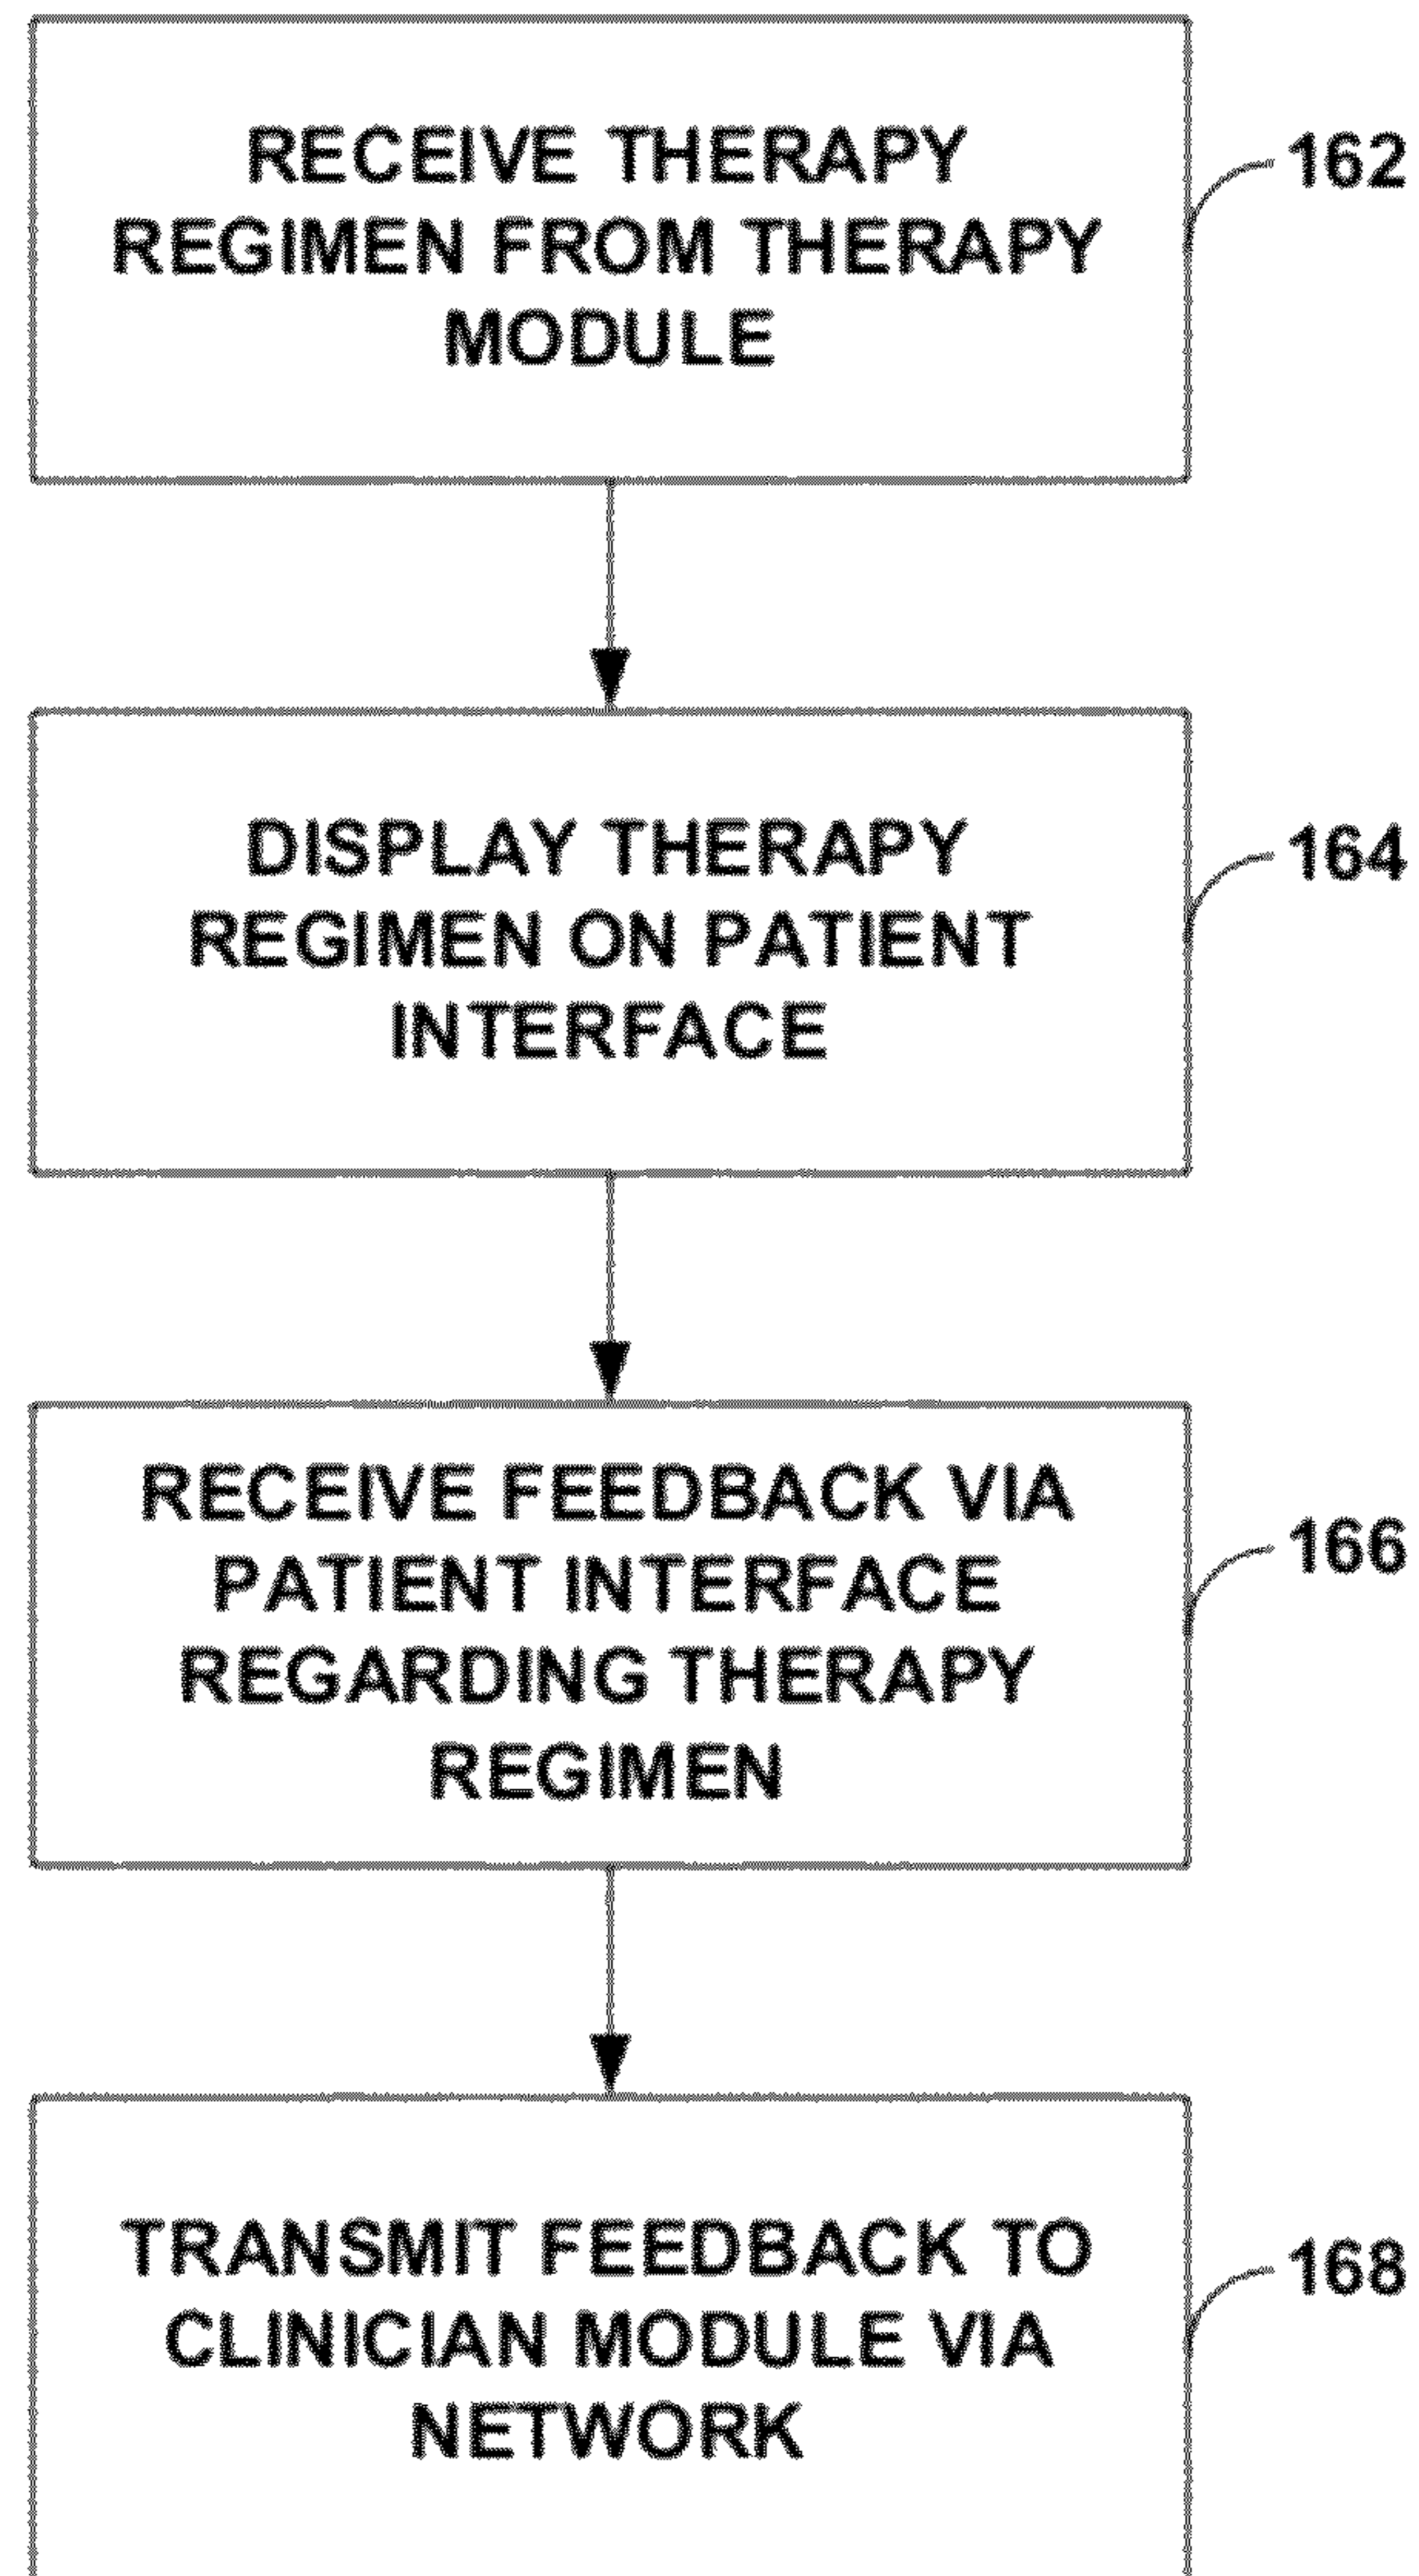 RECEIVE THERAPY
REGIMEN FROM THERAPY
MODULE
162
DISPLAY THERAPY
REGIMEN ON PATIENT
INTERFACE
164
RECEIVE FEEDBACK VIA
PATIENT INTERFACE
REGARDING THERAPY
REGIMEN
166
TRANSMIT FEEDBACK TO
CLINICIAN MODULE VIA
NETWORK
168